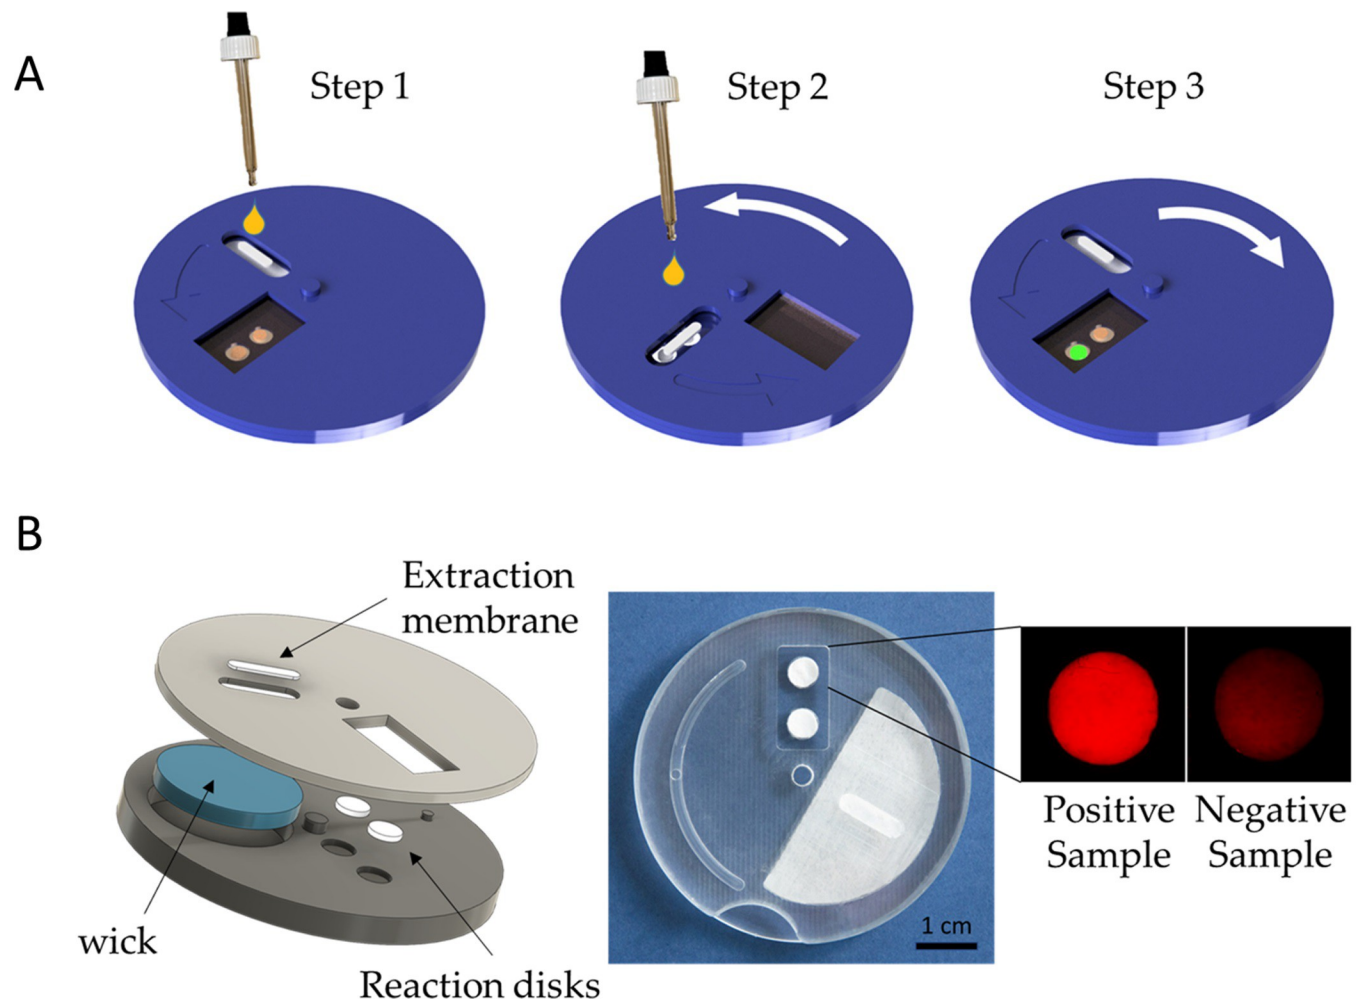 A
Step 1
Step 2
Step 3
B
Extraction
membrane
wick
Reaction disks
1 cm
Positive
Sample
Negative
Sample